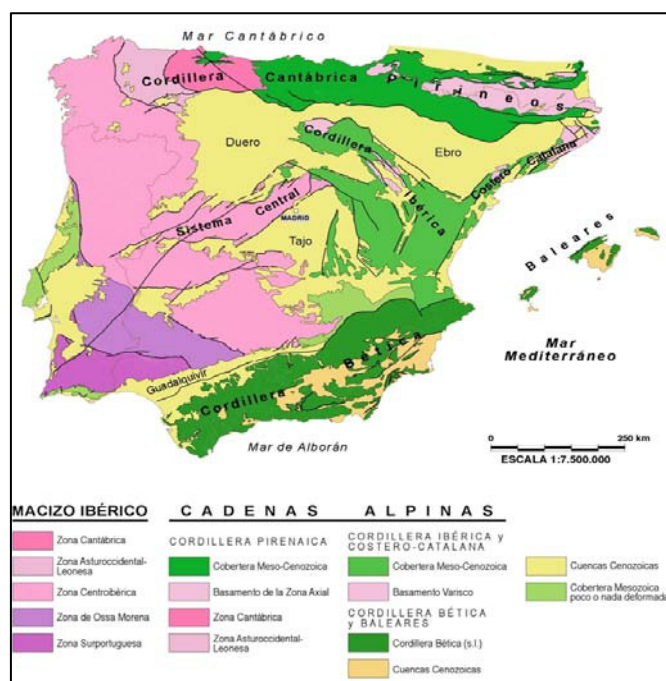 Mar Cantábrico
Cordillera Cantábrica
Pirineos
Duero
Cordillera Ibérica
Ebro
Costero Catalana
Sistema Central
MADRID
Tajo
Baleares
Mar
Mediterráneo
Guadalquivir
Cordillera Bética
Mar de Alborán
0 250 km
ESCALA 1:7.500.000
MACIZO IBÉRICO
Zona Cantábrica
Zona Asturoccidental-
Leonesa
Zona Centroibérica
Zona de Ossa Morena
Zona Surportuguesa
CADENAS ALPINAS
CORDILLERA PIRENAICA
Cobertera Meso-Cenozoica
Basamento de la Zona Axial
Zona Cantábrica
Zona Asturoccidental-
Leonesa
CORDILLERA IBÉRICA y
COSTERO-CATALANA
Cobertera Meso-Cenozoica
Basamento Varisco
CORDILLERA BÉTICA
y BALEARES
Cordillera Bética (s.l.)
Cuencas Cenozoicas
Cuencas Cenozoicas
Cobertera Mesozoica
poco o nada deformada